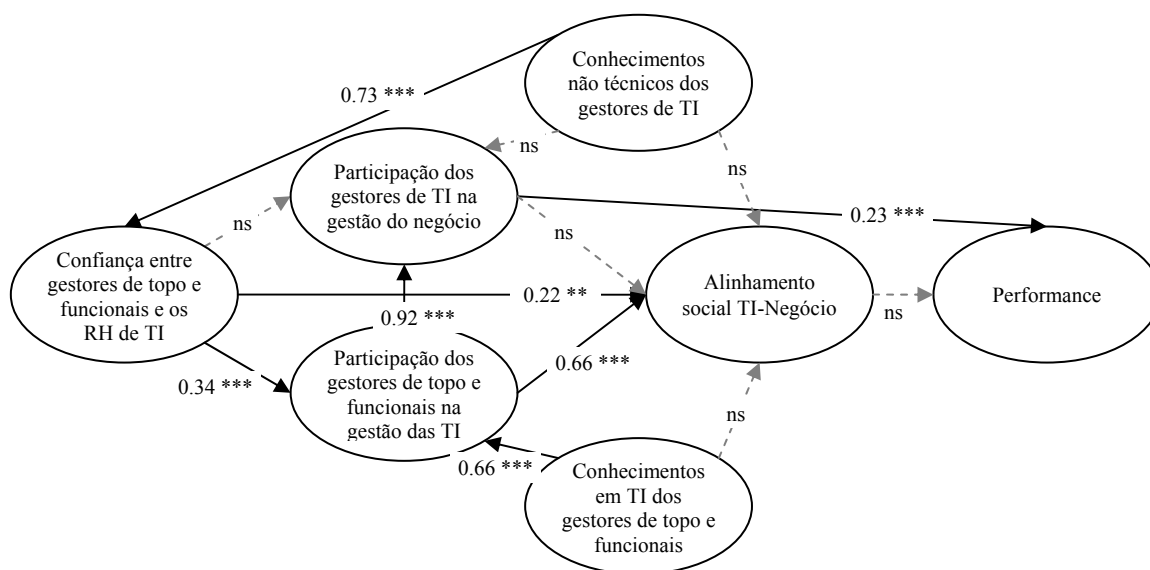 Conhecimentos
não técnicos dos
gestores de TI
0.73 ***
ns
ns
Participação dos
gestores de TI na
gestão do negócio
ns
ns
0.23 ***
Confiança entre
gestores de topo e
funcionais e os
RH de TI
0.22 **
Alinhamento
social TI-Negócio
ns
Performance
0.92 ***
0.34 ***
Participação dos
gestores de topo e
funcionais na
gestão das TI
0.66 ***
ns
0.66 ***
Conhecimentos
em TI dos
gestores de topo e
funcionais